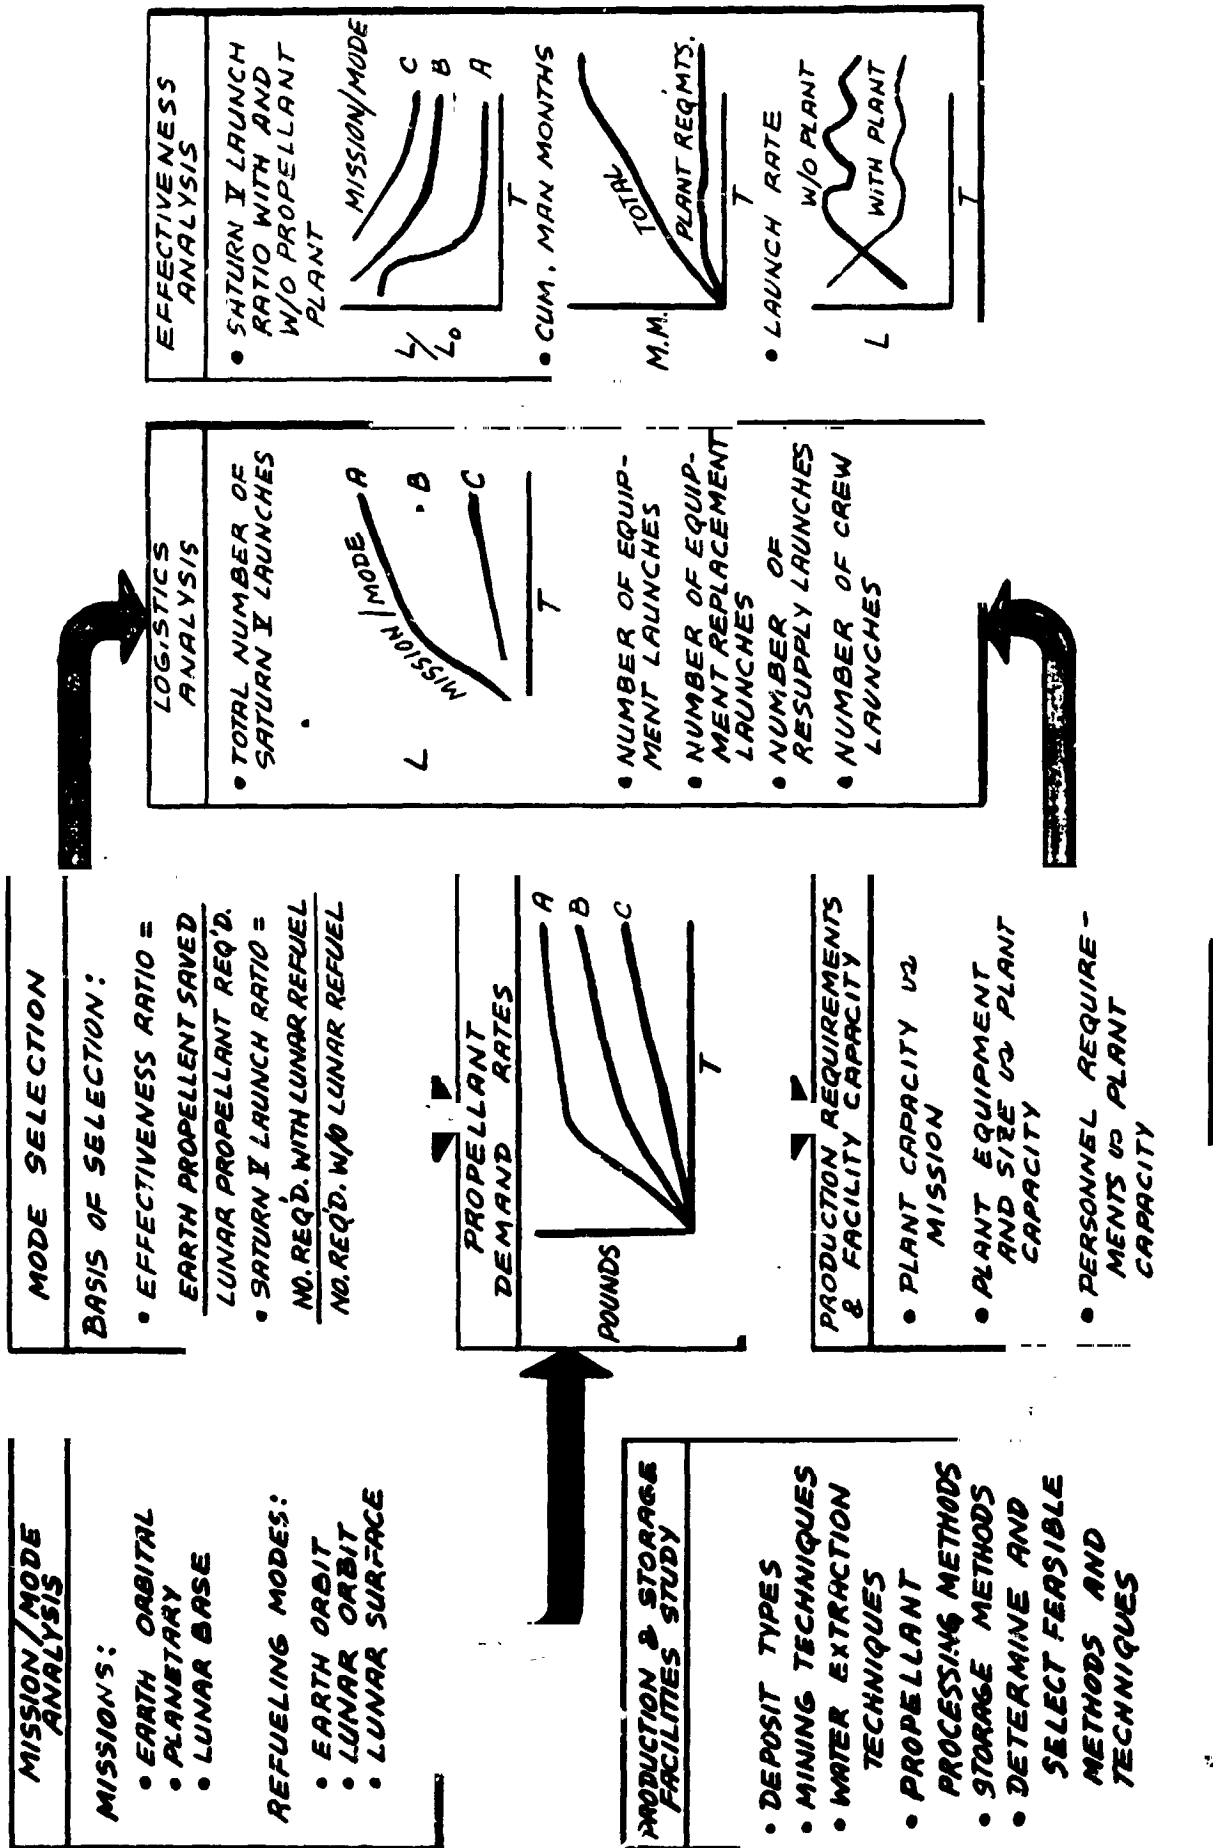 MISSION/MODE
ANALYSIS
MISSIONS:
• EARTH ORBITAL
• PLANETARY
• LUNAR BASE
REFUELING MODES:
• EARTH ORBIT
• LUNAR ORBIT
• LUNAR SURFACE
PRODUCTION & STORAGE
FACILITIES STUDY
• DEPOSIT TYPES
• MINING TECHNIQUES
• WATER EXTRACTION
TECHNIQUES
• PROPELLANT
PROCESSING METHODS
• STORAGE METHODS
• DETERMINE AND
SELECT FEASIBLE
METHODS AND
TECHNIQUES
MODE SELECTION
BASIS OF SELECTION:
• EFFECTIVENESS RATIO =
EARTH PROPELLENT SAVED
LUNAR PROPELLANT REQ'D.
• SATURN V LAUNCH RATIO =
NO. REQ'D. WITH LUNAR REFUEL
NO. REQ'D. W/O LUNAR REFUEL
PROPELLANT
DEMAND RATES
POUNDS
A
B
C
T
PRODUCTION REQUIREMENTS
& FACILITY CAPACITY
• PLANT CAPACITY vs
MISSION
• PLANT EQUIPMENT
AND SIZE vs PLANT
CAPACITY
• PERSONNEL REQUIRE-
MENTS vs PLANT
CAPACITY
LOGISTICS
ANALYSIS
• TOTAL NUMBER OF
SATURN V LAUNCHES
L
MISSION/MODE
A
B
C
T
• NUMBER OF EQUIP-
MENT LAUNCHES
• NUMBER OF EQUIP-
MENT REPLACEMENT
LAUNCHES
• NUMBER OF
RESUPPLY LAUNCHES
• NUMBER OF CREW
LAUNCHES
EFFECTIVENESS
ANALYSIS
• SATURN V LAUNCH
RATIO WITH AND
W/O PROPELLANT
PLANT
MISSION/MODE
L/L0
C
B
A
T
• CUM. MAN MONTHS
M.M.
TOTAL
PLANT REQMTS.
T
• LAUNCH RATE
L
W/O PLANT
WITH PLANT
T